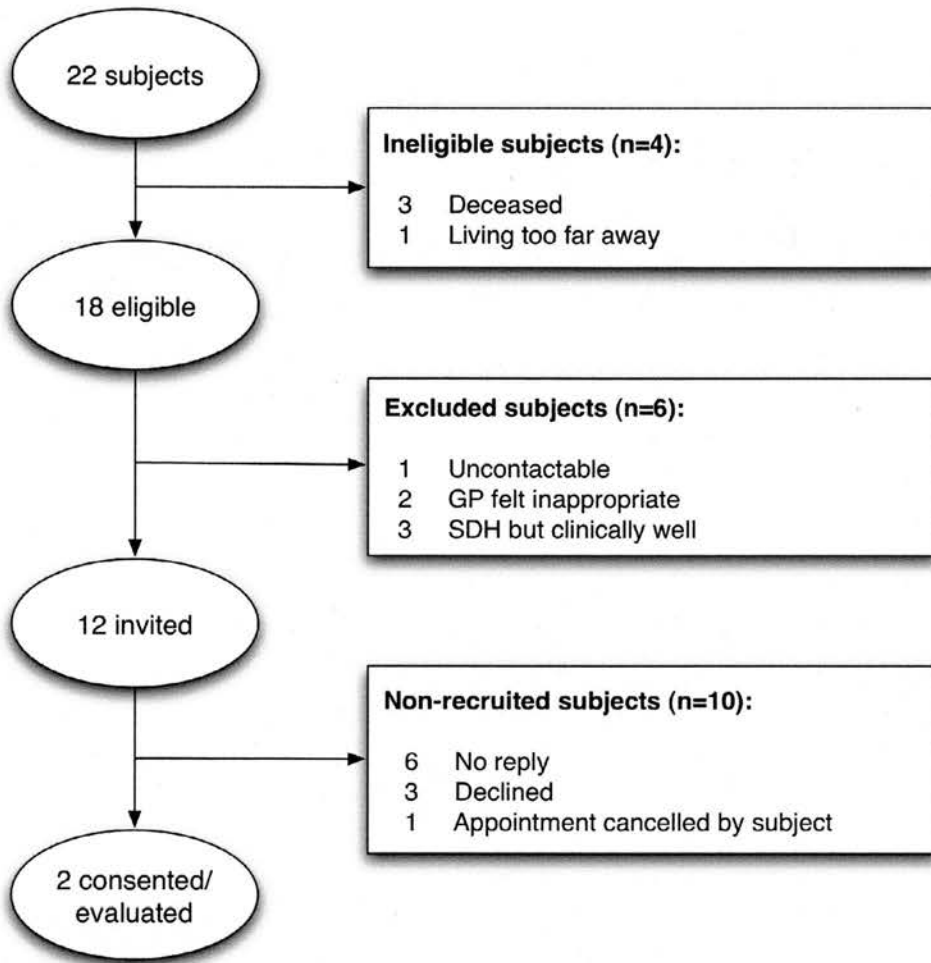 22 subjects
Ineligible subjects (n=4):
3 Deceased
1 Living too far away
18 eligible
Excluded subjects (n=6):
1 Uncontactable
2 GP felt inappropriate
3 SDH but clinically well
12 invited
Non-recruited subjects (n=10):
6 No reply
3 Declined
1 Appointment cancelled by subject
2 consented/
evaluated